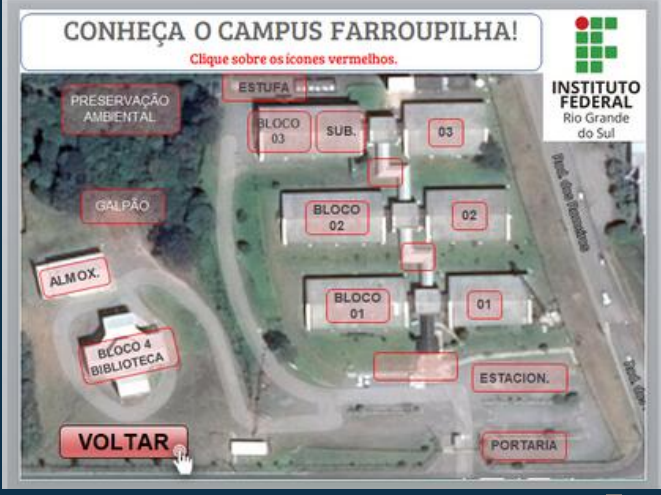 CONHEÇA O CAMPUS FARROUPILHA!
Clique sobre os ícones vermelhos.
INSTITUTO
FEDERAL
Rio Grande
do Sul
ESTUFA
PRESERVAÇÃO
AMBIENTAL
BLOCO
03
SUB.
03
GALPÃO
BLOCO
02
02
ALMOX.
BLOCO
01
01
BLOCO 4
BIBLIOTECA
ESTACION.
VOLTAR
PORTARIA